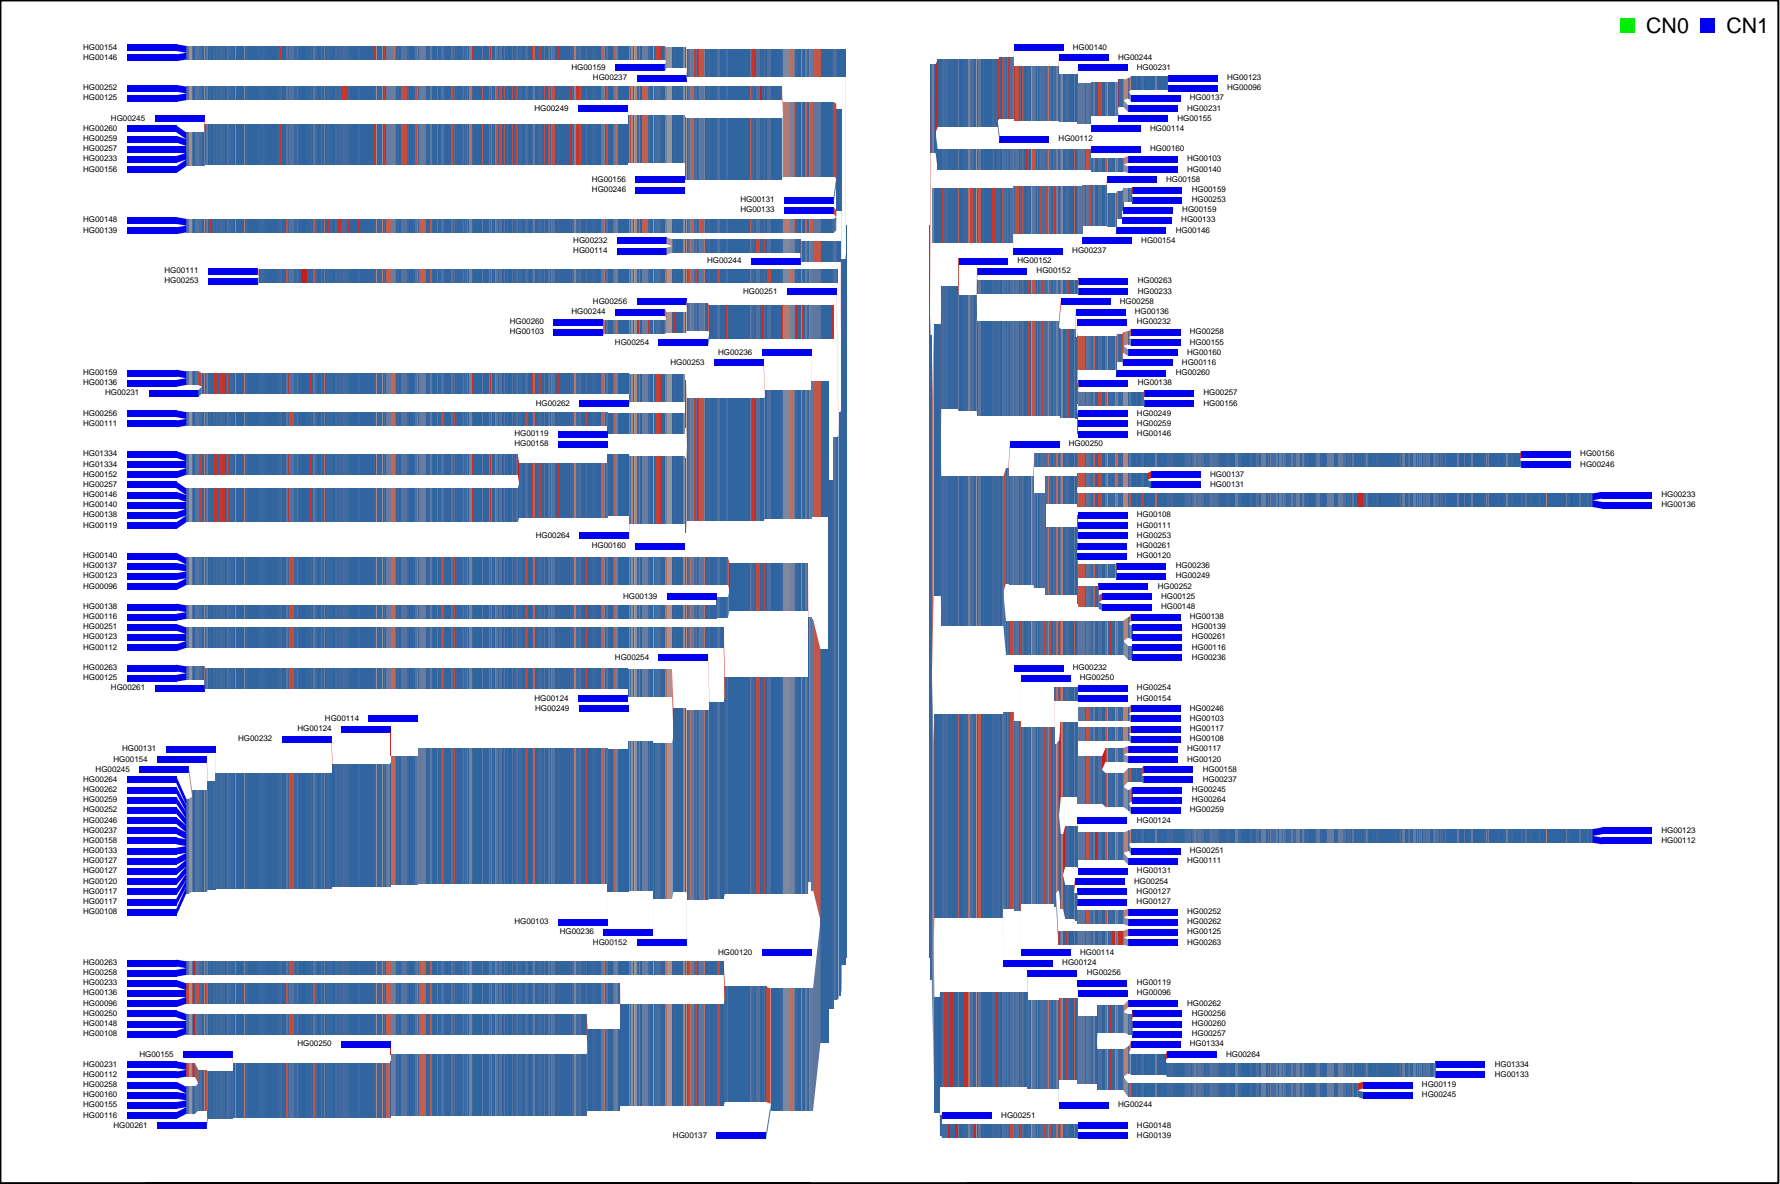 CN0 CN1
HG00154
HG00146
HG00159
HG00237
HG00252
HG00125
HG00249
HG00245
HG00260
HG00259
HG00257
HG00233
HG00156
HG00156
HG00246
HG00131
HG00133
HG00148
HG00139
HG00232
HG00114
HG00244
HG00111
HG00253
HG00251
HG00256
HG00244
HG00260
HG00103
HG00254
HG00236
HG00253
HG00159
HG00136
HG00231
HG00262
HG00256
HG00111
HG00119
HG00158
HG01334
HG01334
HG00152
HG00257
HG00146
HG00140
HG00138
HG00119
HG00264
HG00160
HG00140
HG00137
HG00123
HG00096
HG00139
HG00138
HG00116
HG00251
HG00123
HG00112
HG00254
HG00263
HG00125
HG00261
HG00124
HG00249
HG00114
HG00124
HG00232
HG00131
HG00154
HG00245
HG00264
HG00262
HG00259
HG00252
HG00246
HG00237
HG00158
HG00133
HG00127
HG00127
HG00120
HG00117
HG00117
HG00108
HG00103
HG00236
HG00152
HG00120
HG00263
HG00258
HG00233
HG00136
HG00096
HG00250
HG00148
HG00108
HG00250
HG00155
HG00231
HG00112
HG00258
HG00160
HG00155
HG00116
HG00261
HG00137
HG00140
HG00244
HG00231
HG00123
HG00096
HG00137
HG00231
HG00155
HG00114
HG00112
HG00160
HG00103
HG00140
HG00158
HG00159
HG00253
HG00159
HG00133
HG00146
HG00154
HG00237
HG00152
HG00152
HG00263
HG00233
HG00258
HG00136
HG00232
HG00258
HG00155
HG00160
HG00116
HG00260
HG00138
HG00257
HG00156
HG00249
HG00259
HG00146
HG00250
HG00156
HG00246
HG00137
HG00131
HG00233
HG00136
HG00108
HG00111
HG00253
HG00261
HG00120
HG00236
HG00249
HG00252
HG00125
HG00148
HG00138
HG00139
HG00261
HG00116
HG00236
HG00232
HG00250
HG00254
HG00154
HG00246
HG00103
HG00117
HG00108
HG00117
HG00120
HG00158
HG00237
HG00245
HG00264
HG00259
HG00124
HG00123
HG00112
HG00251
HG00111
HG00131
HG00254
HG00127
HG00127
HG00252
HG00262
HG00125
HG00263
HG00114
HG00124
HG00256
HG00119
HG00096
HG00262
HG00256
HG00260
HG00257
HG01334
HG00264
HG01334
HG00133
HG00119
HG00245
HG00244
HG00251
HG00148
HG00139